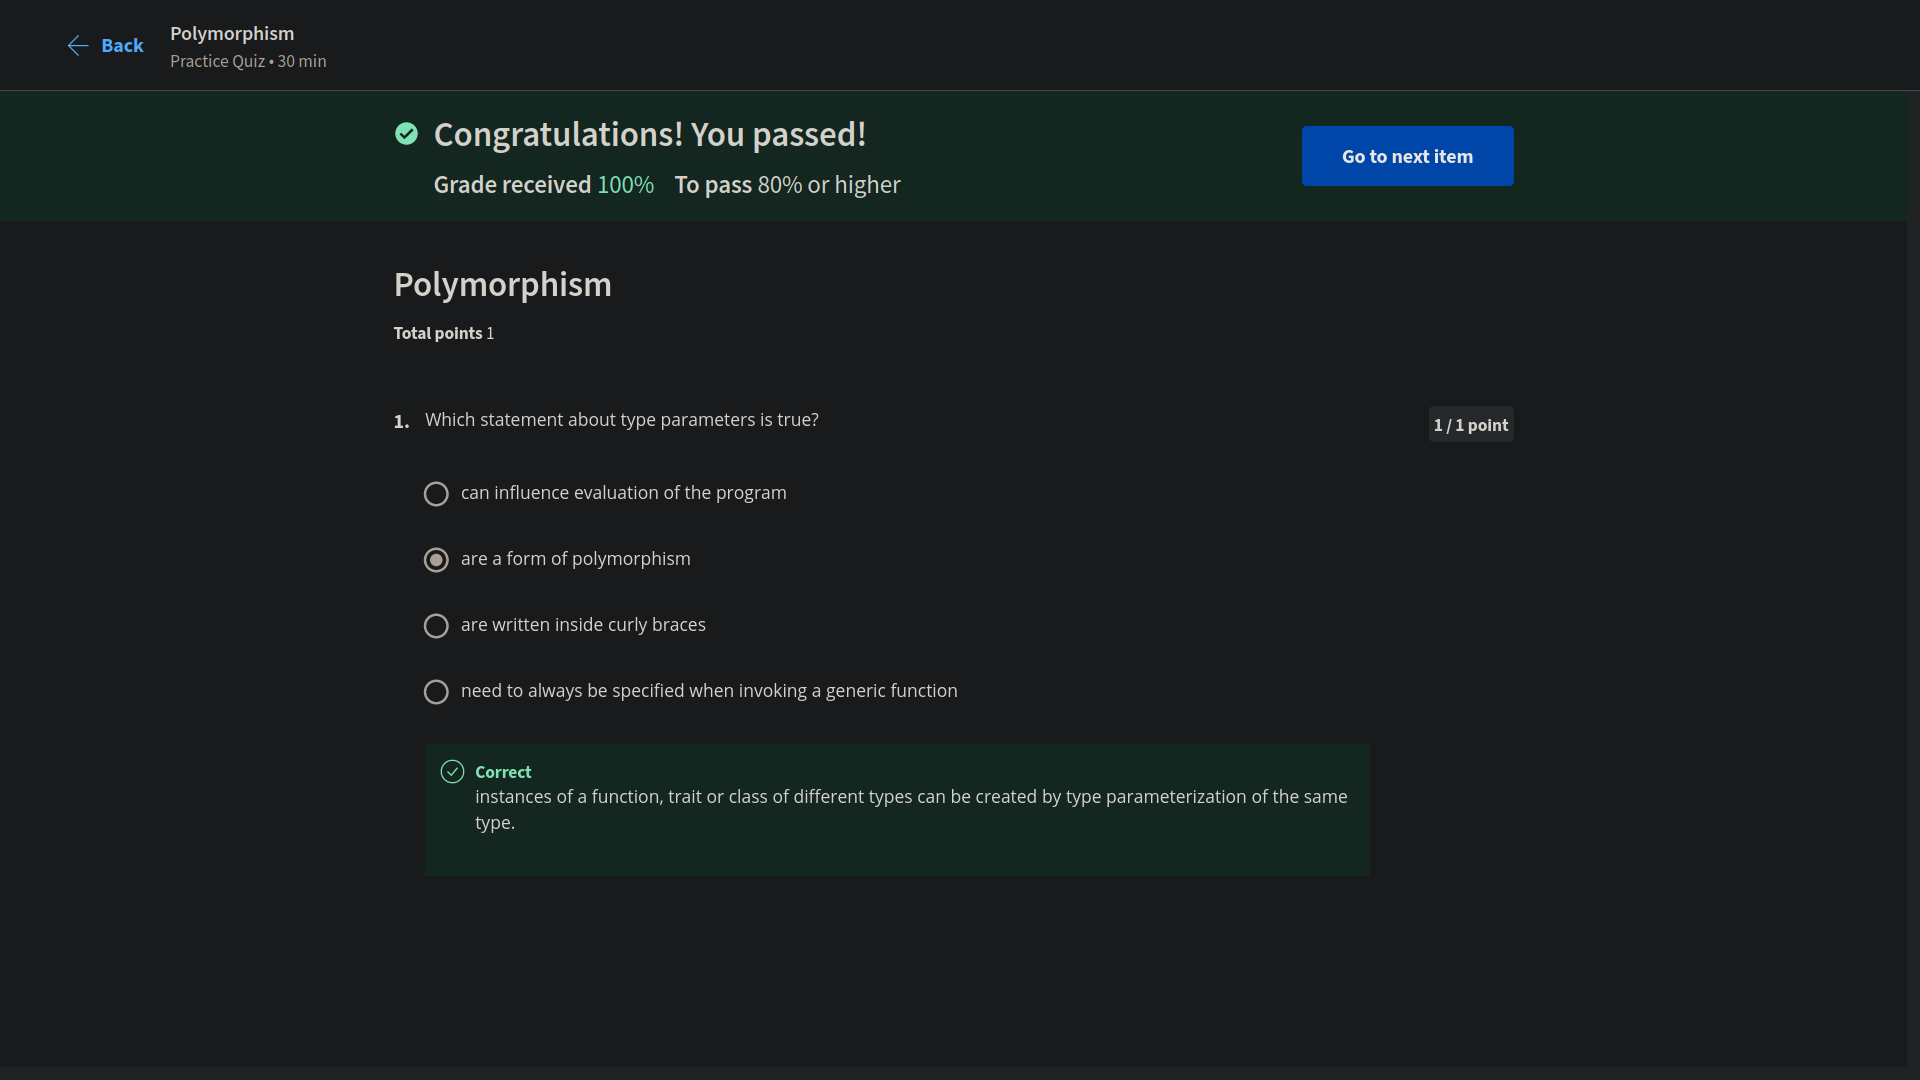 Back
Polymorphism
Practice Quiz • 30 min
Congratulations! You passed!
Grade received 100% To pass 80% or higher
Go to next item
Polymorphism
Total points 1
1. Which statement about type parameters is true?
1 / 1 point
can influence evaluation of the program
are a form of polymorphism
are written inside curly braces
need to always be specified when invoking a generic function
Correct
instances of a function, trait or class of different types can be created by type parameterization of the same
type.